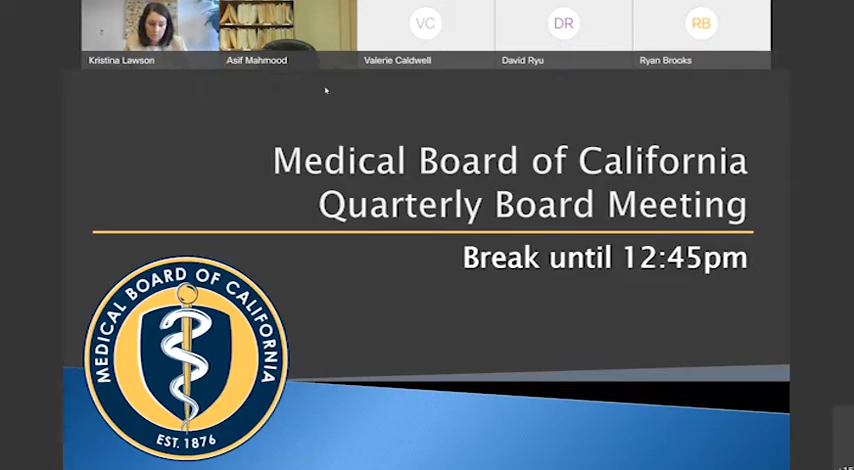 VC
DR
RB
Kristina Lawson
Asif Mahmood
Valerie Caldwell
David Ryu
Ryan Brooks
Medical Board of California
Quarterly Board Meeting
Break until 12:45pm
MEDICAL BOARD OF CALIFORNIA
EST. 1876